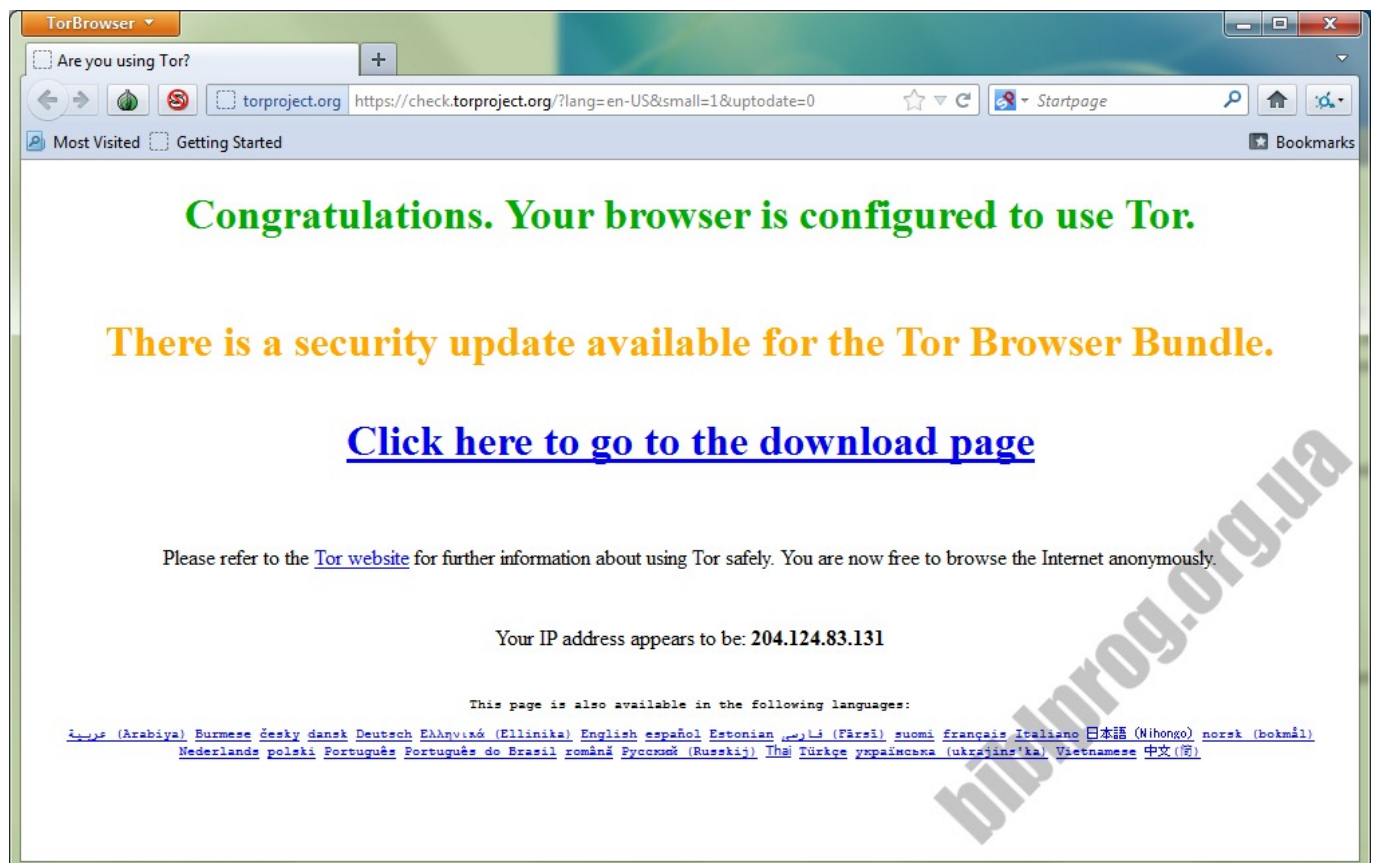 TorBrowser
Are you using Tor?
torproject.org https://check.torproject.org/?lang=en-US&small=1&uptodate=0 Startpage
Most Visited Getting Started Bookmarks
Congratulations. Your browser is configured to use Tor.
There is a security update available for the Tor Browser Bundle.
Click here to go to the download page
Please refer to the Tor website for further information about using Tor safely. You are now free to browse the Internet anonymously.
Your IP address appears to be: 204.124.83.131
This page is also available in the following languages:
عربية (Arabiya) Burmese česky dansk Deutsch Ελληνικά (Ellinika) English español Estonian فارسی (Fārsī) suomi français Italiano 日本語 (Nihongo) norsk (bokmål)
Nederlands polski Português Português do Brasil română Русский (Russkij) Thai Türkçe українська (ukrajins'ka) Vietnamese 中文(简)
bibprog.org.ua